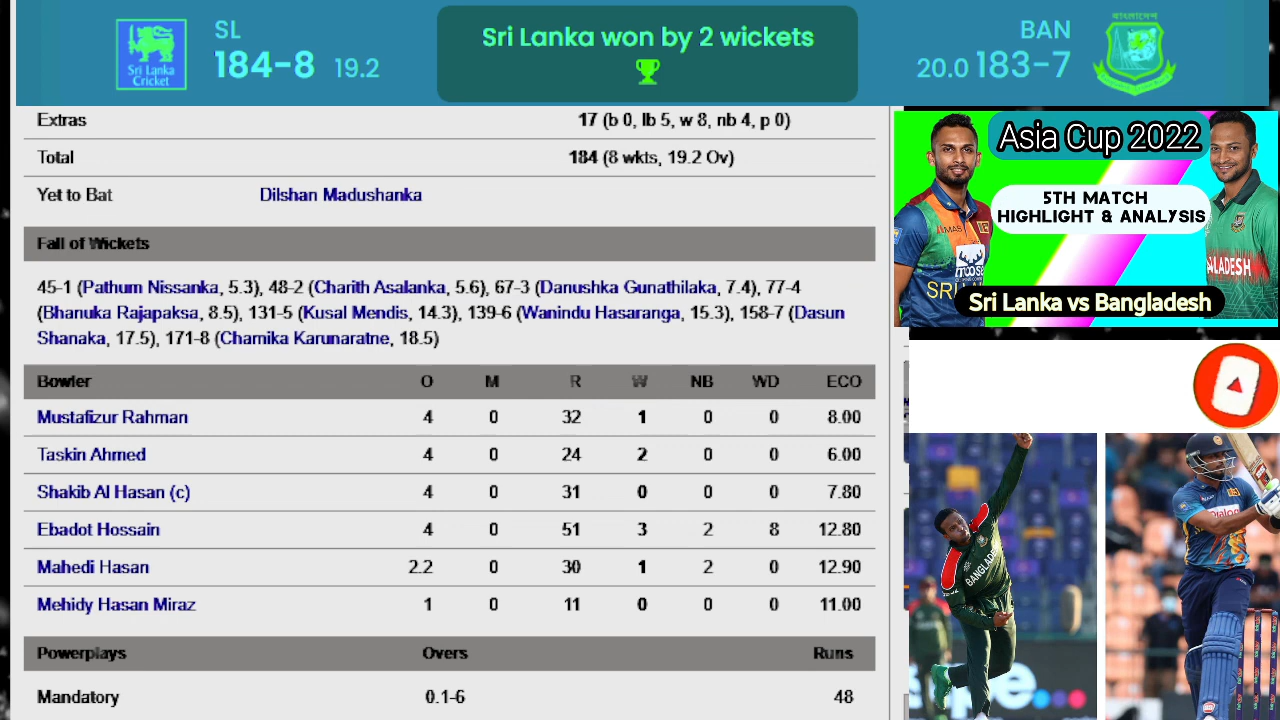 SL
184-8 19.2
Sri Lanka Cricket
Sri Lanka won by 2 wickets
BAN
20.0 183-7
বাংলাদেশ
Extras 17 (b 0, lb 5, w 8, nb 4, p 0)
Total 184 (8 wkts, 19.2 Ov)
Yet to Bat Dilshan Madushanka
Fall of Wickets
45-1 (Pathum Nissanka, 5.3), 48-2 (Charith Asalanka, 5.6), 67-3 (Danushka Gunathilaka, 7.4), 77-4
(Bhanuka Rajapaksa, 8.5), 131-5 (Kusal Mendis, 14.3), 139-6 (Wanindu Hasaranga, 15.3), 158-7 (Dasun
Shanaka, 17.5), 171-8 (Chamika Karunaratne, 18.5)
Bowler O M R W NB WD ECO
Mustafizur Rahman 4 0 32 1 0 0 8.00
Taskin Ahmed 4 0 24 2 0 0 6.00
Shakib Al Hasan (c) 4 0 31 0 0 0 7.80
Ebadot Hossain 4 0 51 3 2 8 12.80
Mahedi Hasan 2.2 0 30 1 2 0 12.90
Mehidy Hasan Miraz 1 0 11 0 0 0 11.00
Powerplays Overs Runs
Mandatory 0.1-6 48
Asia Cup 2022
5TH MATCH
HIGHLIGHT & ANALYSIS
MAS
moose
SRI
LADESH
Sri Lanka vs Bangladesh
BANGLADESH
Dialog